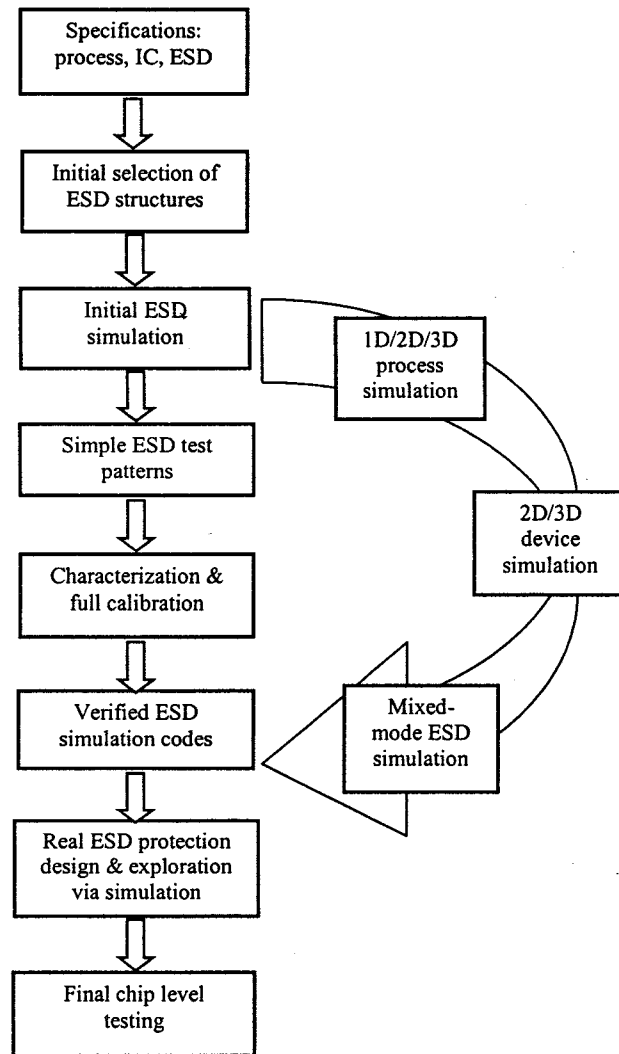 Specifications:
process, IC, ESD
Initial selection of
ESD structures
Initial ESD
simulation
1D/2D/3D
process
simulation
Simple ESD test
patterns
2D/3D
device
simulation
Characterization &
full calibration
Verified ESD
simulation codes
Mixed-
mode ESD
simulation
Real ESD protection
design & exploration
via simulation
Final chip level
testing